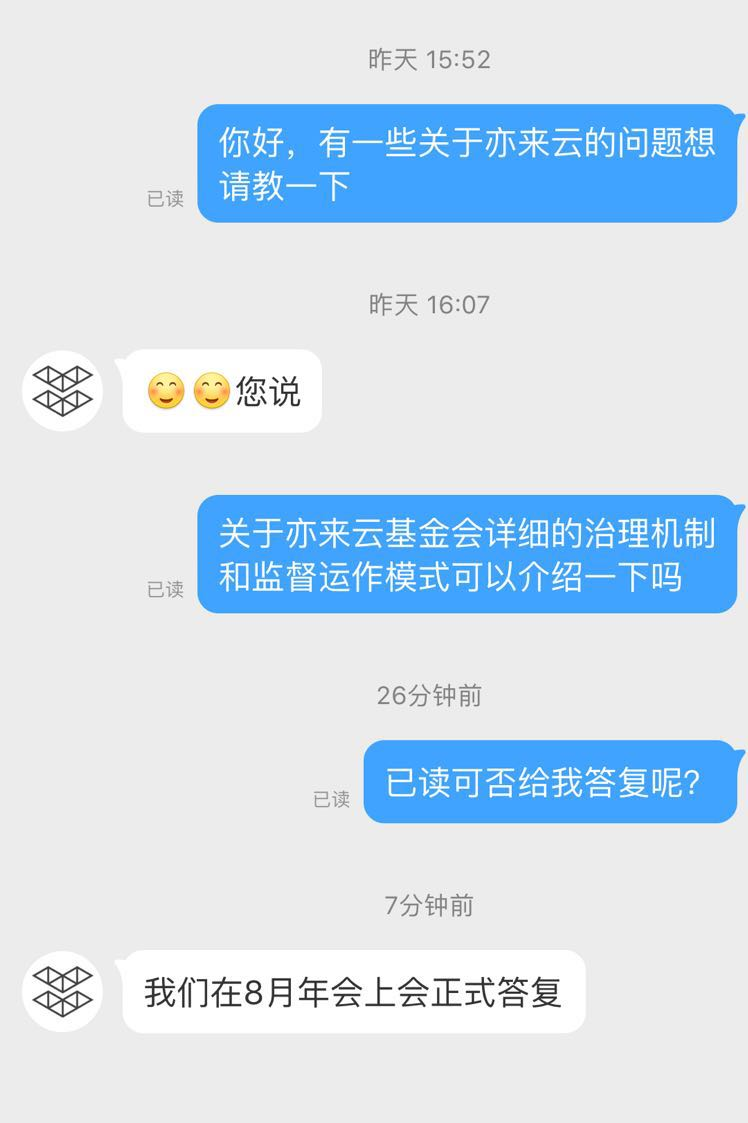 昨天 15:52
你好，有一些关于亦来云的问题想
请教一下
已读
昨天 16:07
您说
关于亦来云基金会详细的治理机制
和监督运作模式可以介绍一下吗
已读
26分钟前
已读可否给我答复呢？
已读
7分钟前
我们在8月年会上会正式答复